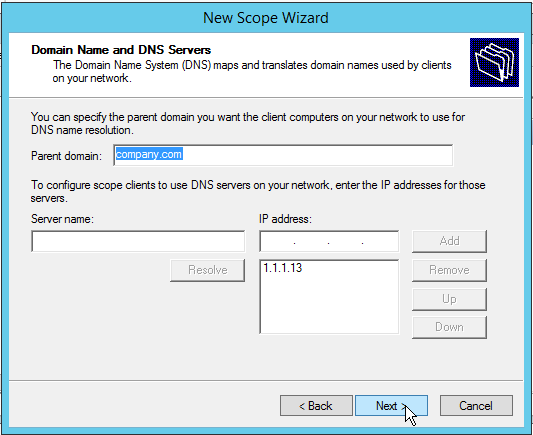 New Scope Wizard
Domain Name and DNS Servers
The Domain Name System (DNS) maps and translates domain names used by clients
on your network.
You can specify the parent domain you want the client computers on your network to use for
DNS name resolution.
Parent domain: company.com
To configure scope clients to use DNS servers on your network, enter the IP addresses for those
servers.
Server name: IP address:
. . . Add
Resolve 1.1.1.13 Remove
Up
Down
< Back Next > Cancel